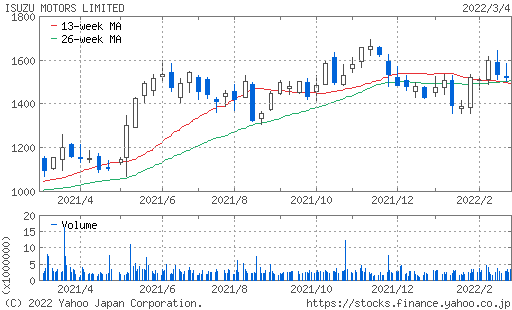 ISUZU MOTORS LIMITED 2022/3/4
1800
13-week MA
26-week MA
1600
1400
1200
1000
2021/4 2021/6 2021/8 2021/10 2021/12 2022/2
20
Volume
15
10
5
0
(x1000000)
2021/4 2021/6 2021/8 2021/10 2021/12 2022/2
(C) 2022 Yahoo Japan Corporation. https://stocks.finance.yahoo.co.jp/